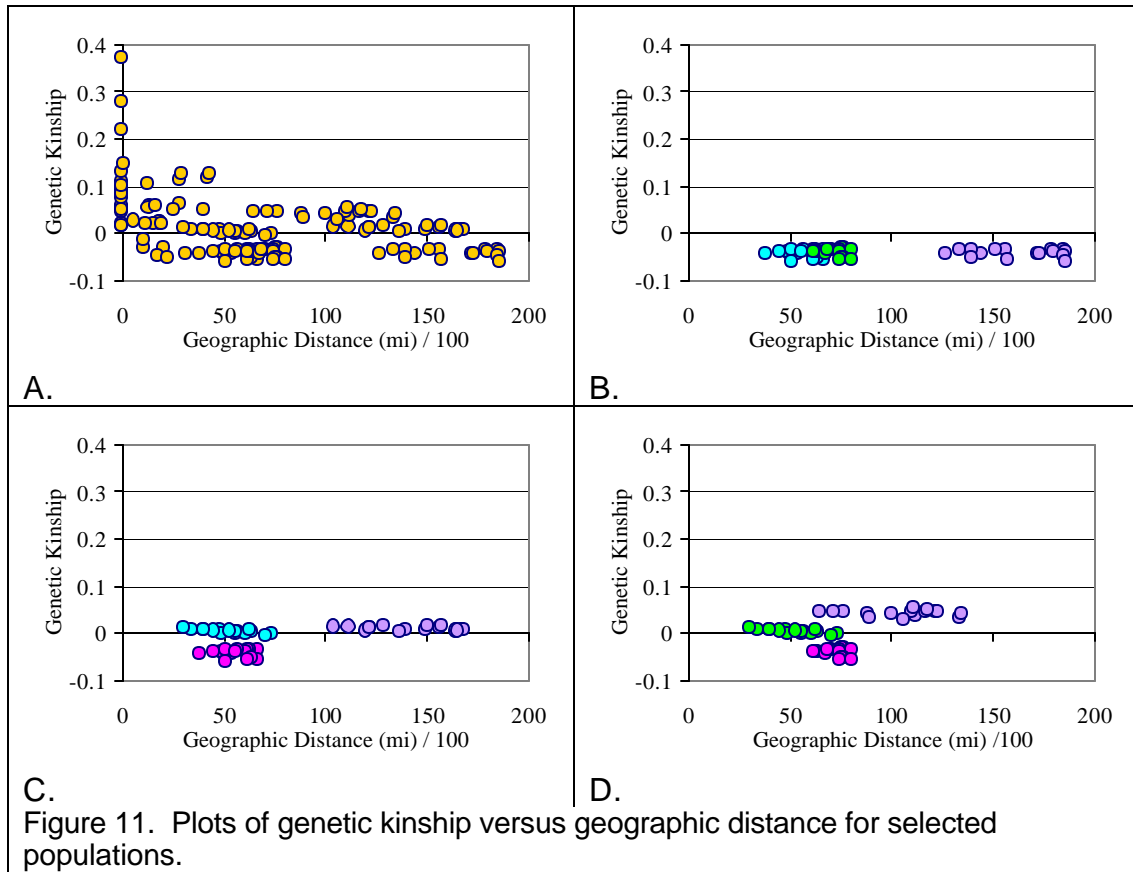 0.4
0.3
0.2
0.1
0
-0.1
Genetic Kinship
0 50 100 150 200
Geographic Distance (mi) / 100
A.
0.4
0.3
0.2
0.1
0
-0.1
Genetic Kinship
0 50 100 150 200
Geographic Distance (mi) / 100
B.
0.4
0.3
0.2
0.1
0
-0.1
Genetic Kinship
0 50 100 150 200
Geographic Distance (mi) / 100
C.
0.4
0.3
0.2
0.1
0
-0.1
Genetic Kinship
0 50 100 150 200
Geographic Distance (mi) /100
D.
Figure 11. Plots of genetic kinship versus geographic distance for selected
populations.